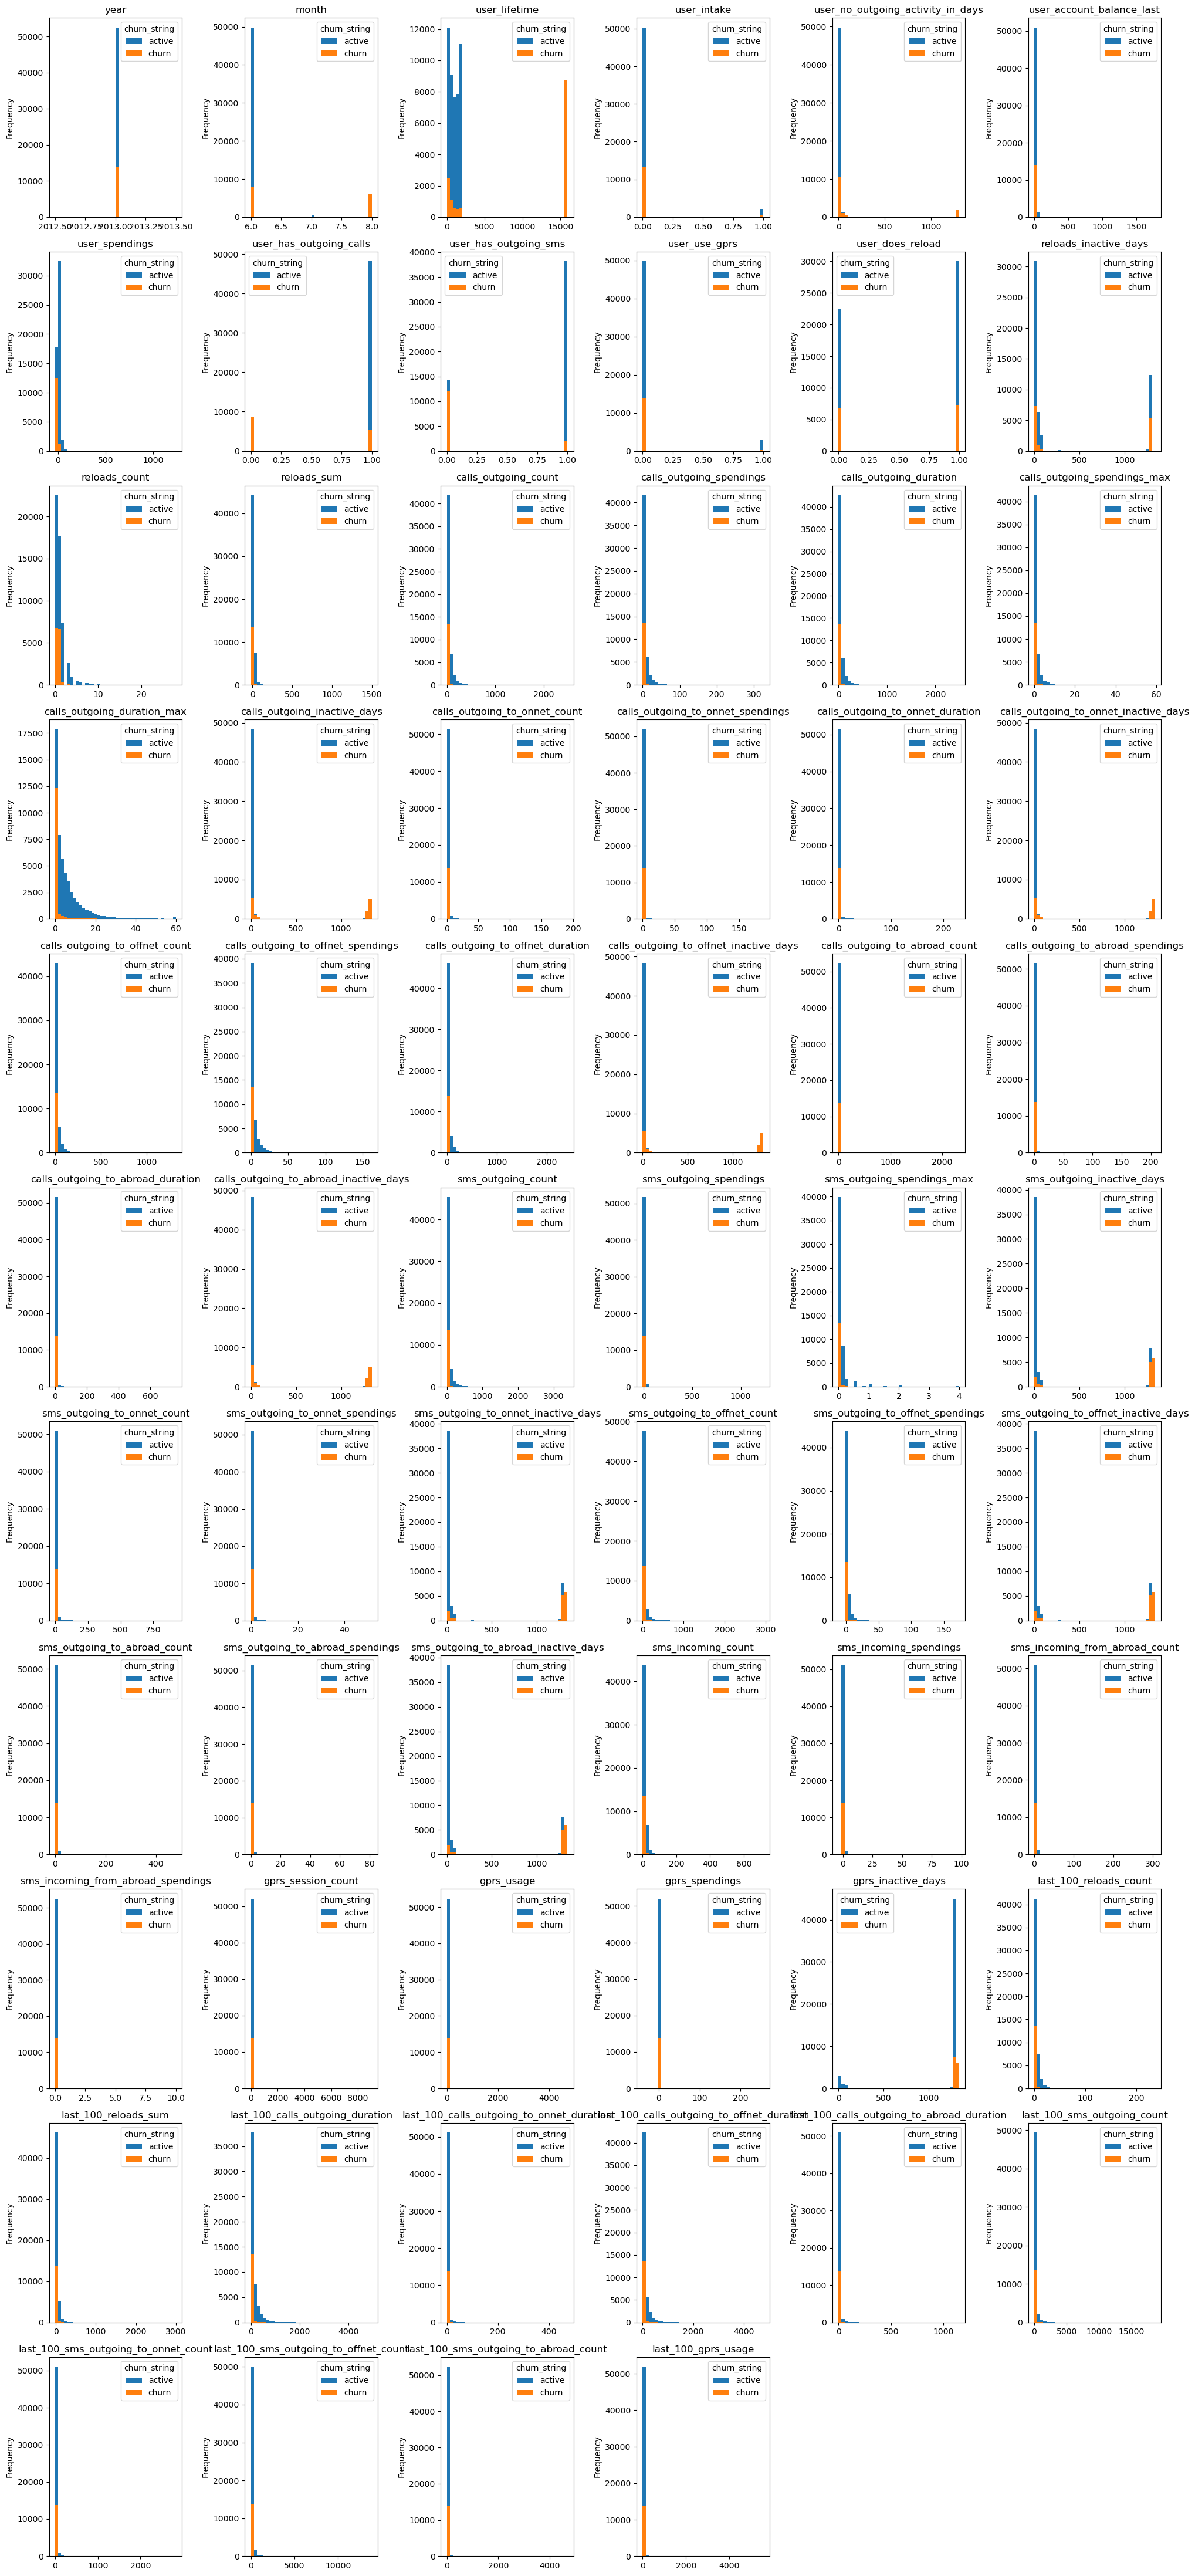 year month user_lifetime user_intake user_no_outgoing_activity_in_days user_account_balance_last
churn_string churn_string churn_string churn_string churn_string churn_string
active active active active active active
churn churn churn churn churn churn
Frequency Frequency Frequency Frequency Frequency Frequency
50000 40000 30000 20000 10000 0
50000 40000 30000 20000 10000 0
12000 10000 8000 6000 4000 2000 0
50000 40000 30000 20000 10000 0
50000 40000 30000 20000 10000 0
50000 40000 30000 20000 10000 0
2012.50 2012.75 2013.00 2013.25 2013.50
6.0 6.5 7.0 7.5 8.0
0 5000 10000 15000
0.00 0.25 0.50 0.75 1.00
0 500 1000
0 500 1000 1500
user_spendings user_has_outgoing_calls user_has_outgoing_sms user_use_gprs user_does_reload reloads_inactive_days
churn_string churn_string churn_string churn_string churn_string churn_string
active active active active active active
churn churn churn churn churn churn
Frequency Frequency Frequency Frequency Frequency Frequency
30000 25000 20000 15000 10000 5000 0
50000 40000 30000 20000 10000 0
40000 35000 30000 25000 20000 15000 10000 5000 0
50000 40000 30000 20000 10000 0
30000 25000 20000 15000 10000 5000 0
30000 25000 20000 15000 10000 5000 0
0 500 1000
0.00 0.25 0.50 0.75 1.00
0.00 0.25 0.50 0.75 1.00
0.00 0.25 0.50 0.75 1.00
0.00 0.25 0.50 0.75 1.00
0 500 1000
reloads_count reloads_sum calls_outgoing_count calls_outgoing_spendings calls_outgoing_duration calls_outgoing_spendings_max
churn_string churn_string churn_string churn_string churn_string churn_string
active active active active active active
churn churn churn churn churn churn
Frequency Frequency Frequency Frequency Frequency Frequency
20000 15000 10000 5000 0
40000 30000 20000 10000 0
40000 35000 30000 25000 20000 15000 10000 5000 0
40000 35000 30000 25000 20000 15000 10000 5000 0
40000 30000 20000 10000 0
40000 35000 30000 25000 20000 15000 10000 5000 0
0 10 20
0 500 1000 1500
0 1000 2000
0 100 200 300
0 1000 2000
0 20 40 60
calls_outgoing_duration_max calls_outgoing_inactive_days calls_outgoing_to_onnet_count calls_outgoing_to_onnet_spendings calls_outgoing_to_onnet_duration calls_outgoing_to_onnet_inactive_days
churn_string churn_string churn_string churn_string churn_string churn_string
active active active active active active
churn churn churn churn churn churn
Frequency Frequency Frequency Frequency Frequency Frequency
17500 15000 12500 10000 7500 5000 2500 0
50000 40000 30000 20000 10000 0
50000 40000 30000 20000 10000 0
50000 40000 30000 20000 10000 0
50000 40000 30000 20000 10000 0
50000 40000 30000 20000 10000 0
0 20 40 60
0 500 1000
0 50 100 150 200
0 50 100 150
0 100 200
0 500 1000
calls_outgoing_to_offnet_count calls_outgoing_to_offnet_spendings calls_outgoing_to_offnet_duration calls_outgoing_to_offnet_inactive_days calls_outgoing_to_abroad_count calls_outgoing_to_abroad_spendings
churn_string churn_string churn_string churn_string churn_string churn_string
active active active active active active
churn churn churn churn churn churn
Frequency Frequency Frequency Frequency Frequency Frequency
40000 30000 20000 10000 0
40000 35000 30000 25000 20000 15000 10000 5000 0
40000 30000 20000 10000 0
50000 40000 30000 20000 10000 0
50000 40000 30000 20000 10000 0
50000 40000 30000 20000 10000 0
0 500 1000
0 50 100 150
0 1000 2000
0 500 1000
0 1000 2000
0 50 100 150 200
calls_outgoing_to_abroad_duration calls_outgoing_to_abroad_inactive_days sms_outgoing_count sms_outgoing_spendings sms_outgoing_spendings_max sms_outgoing_inactive_days
churn_string churn_string churn_string churn_string churn_string churn_string
active active active active active active
churn churn churn churn churn churn
Frequency Frequency Frequency Frequency Frequency Frequency
50000 40000 30000 20000 10000 0
50000 40000 30000 20000 10000 0
40000 30000 20000 10000 0
50000 40000 30000 20000 10000 0
40000 35000 30000 25000 20000 15000 10000 5000 0
40000 35000 30000 25000 20000 15000 10000 5000 0
0 200 400 600
0 500 1000
0 1000 2000 3000
0 500 1000
0 1 2 3 4
0 500 1000
sms_outgoing_to_onnet_count sms_outgoing_to_onnet_spendings sms_outgoing_to_onnet_inactive_days sms_outgoing_to_offnet_count sms_outgoing_to_offnet_spendings sms_outgoing_to_offnet_inactive_days
churn_string churn_string churn_string churn_string churn_string churn_string
active active active active active active
churn churn churn churn churn churn
Frequency Frequency Frequency Frequency Frequency Frequency
50000 40000 30000 20000 10000 0
50000 40000 30000 20000 10000 0
40000 35000 30000 25000 20000 15000 10000 5000 0
50000 40000 30000 20000 10000 0
40000 30000 20000 10000 0
40000 35000 30000 25000 20000 15000 10000 5000 0
0 250 500 750
0 20 40
0 500 1000
0 1000 2000 3000
0 50 100 150
0 500 1000
sms_outgoing_to_abroad_count sms_outgoing_to_abroad_spendings sms_outgoing_to_abroad_inactive_days sms_incoming_count sms_incoming_spendings sms_incoming_from_abroad_count
churn_string churn_string churn_string churn_string churn_string churn_string
active active active active active active
churn churn churn churn churn churn
Frequency Frequency Frequency Frequency Frequency Frequency
50000 40000 30000 20000 10000 0
50000 40000 30000 20000 10000 0
40000 35000 30000 25000 20000 15000 10000 5000 0
40000 30000 20000 10000 0
50000 40000 30000 20000 10000 0
50000 40000 30000 20000 10000 0
0 200 400
0 20 40 60 80
0 500 1000
0 200 400 600
0 25 50 75 100
0 100 200 300
sms_incoming_from_abroad_spendings gprs_session_count gprs_usage gprs_spendings gprs_inactive_days last_100_reloads_count
churn_string churn_string churn_string churn_string churn_string churn_string
active active active active active active
churn churn churn churn churn churn
Frequency Frequency Frequency Frequency Frequency Frequency
50000 40000 30000 20000 10000 0
50000 40000 30000 20000 10000 0
50000 40000 30000 20000 10000 0
50000 40000 30000 20000 10000 0
40000 30000 20000 10000 0
40000 35000 30000 25000 20000 15000 10000 5000 0
0.0 2.5 5.0 7.5 10.0
0 2000 4000 6000 8000
0 2000 4000
0 100 200
0 500 1000
0 100 200
last_100_reloads_sum last_100_calls_outgoing_duration last_100_calls_outgoing_to_onnet_duration last_100_calls_outgoing_to_offnet_duration last_100_calls_outgoing_to_abroad_duration last_100_sms_outgoing_count
churn_string churn_string churn_string churn_string churn_string churn_string
active active active active active active
churn churn churn churn churn churn
Frequency Frequency Frequency Frequency Frequency Frequency
40000 30000 20000 10000 0
35000 30000 25000 20000 15000 10000 5000 0
50000 40000 30000 20000 10000 0
40000 35000 30000 25000 20000 15000 10000 5000 0
50000 40000 30000 20000 10000 0
50000 40000 30000 20000 10000 0
0 1000 2000 3000
0 2000 4000
0 200 400
0 2000 4000
0 500 1000
0 5000 10000 15000
last_100_sms_outgoing_to_onnet_count last_100_sms_outgoing_to_offnet_count last_100_sms_outgoing_to_abroad_count last_100_gprs_usage
churn_string churn_string churn_string churn_string
active active active active
churn churn churn churn
Frequency Frequency Frequency Frequency
50000 40000 30000 20000 10000 0
50000 40000 30000 20000 10000 0
50000 40000 30000 20000 10000 0
50000 40000 30000 20000 10000 0
0 1000 2000
0 5000 10000
0 2000 4000
0 2000 4000